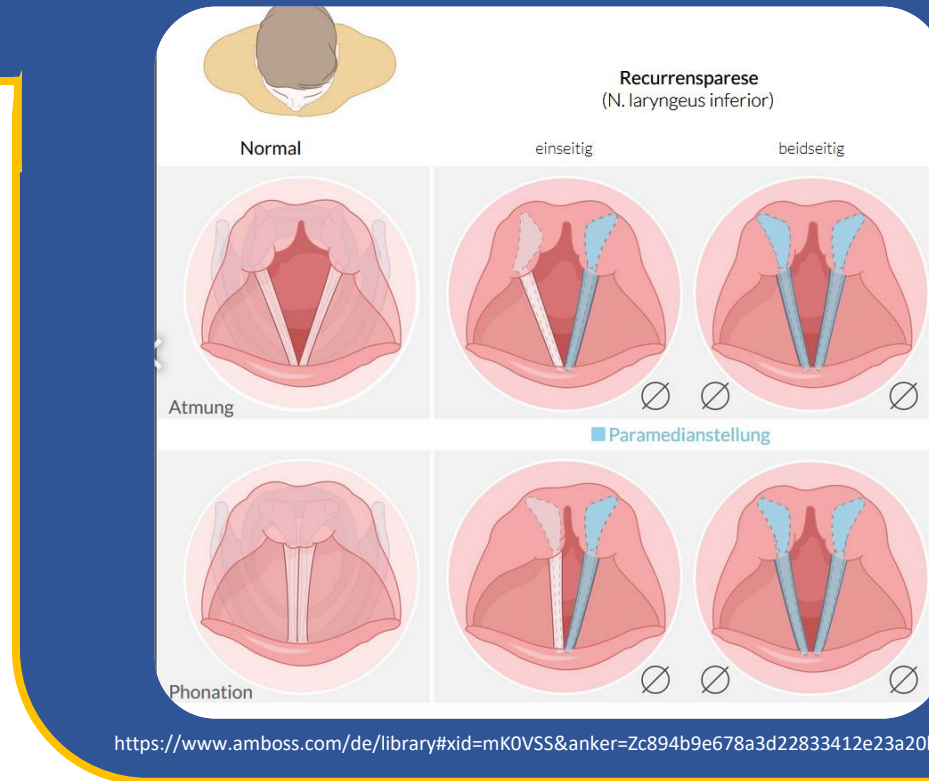 Recurrensparese
(N. laryngeus inferior)
Normal
einseitig
beidseitig
Atmung
Paramedianstellung
Phonation
https://www.amboss.com/de/library#xid=mK0VSS&anker=Zc894b9e678a3d22833412e23a20